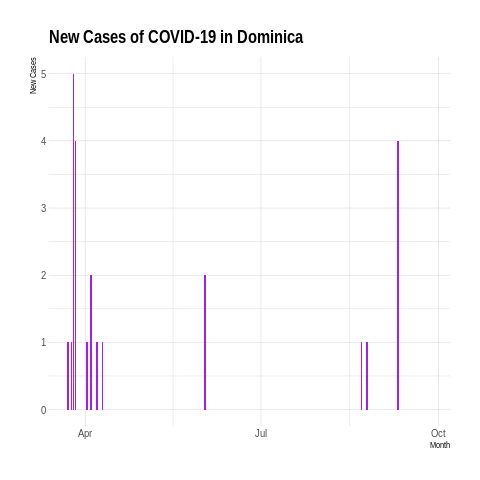 New Cases of COVID-19 in Dominica
New Cases
5
4
3
2
1
0
Apr
Jul
Oct
Month